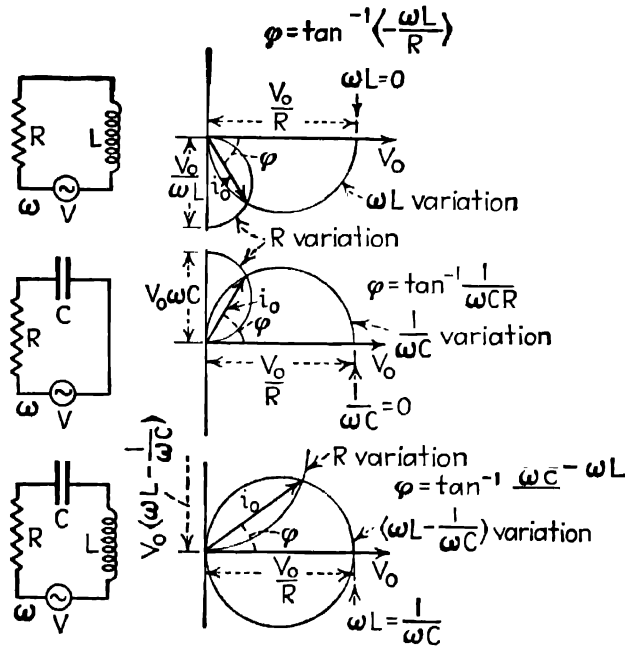 φ=tan⁻¹(-ωL/R)
ωL=0
V₀/R
V₀
R
L
ω
V
V₀/ωL
i₀
φ
ωL variation
R variation
C
R
ω
V
V₀ωC
i₀
φ
φ=tan⁻¹ 1/ωCR
1/ωC variation
V₀/R
V₀
1/ωC=0
C
R
L
ω
V
V₀(ωL-1/ωC)
R variation
φ=tan⁻¹ ωC-ωL
i₀
φ
(ωL-1/ωC) variation
V₀/R
V₀
ωL=1/ωC